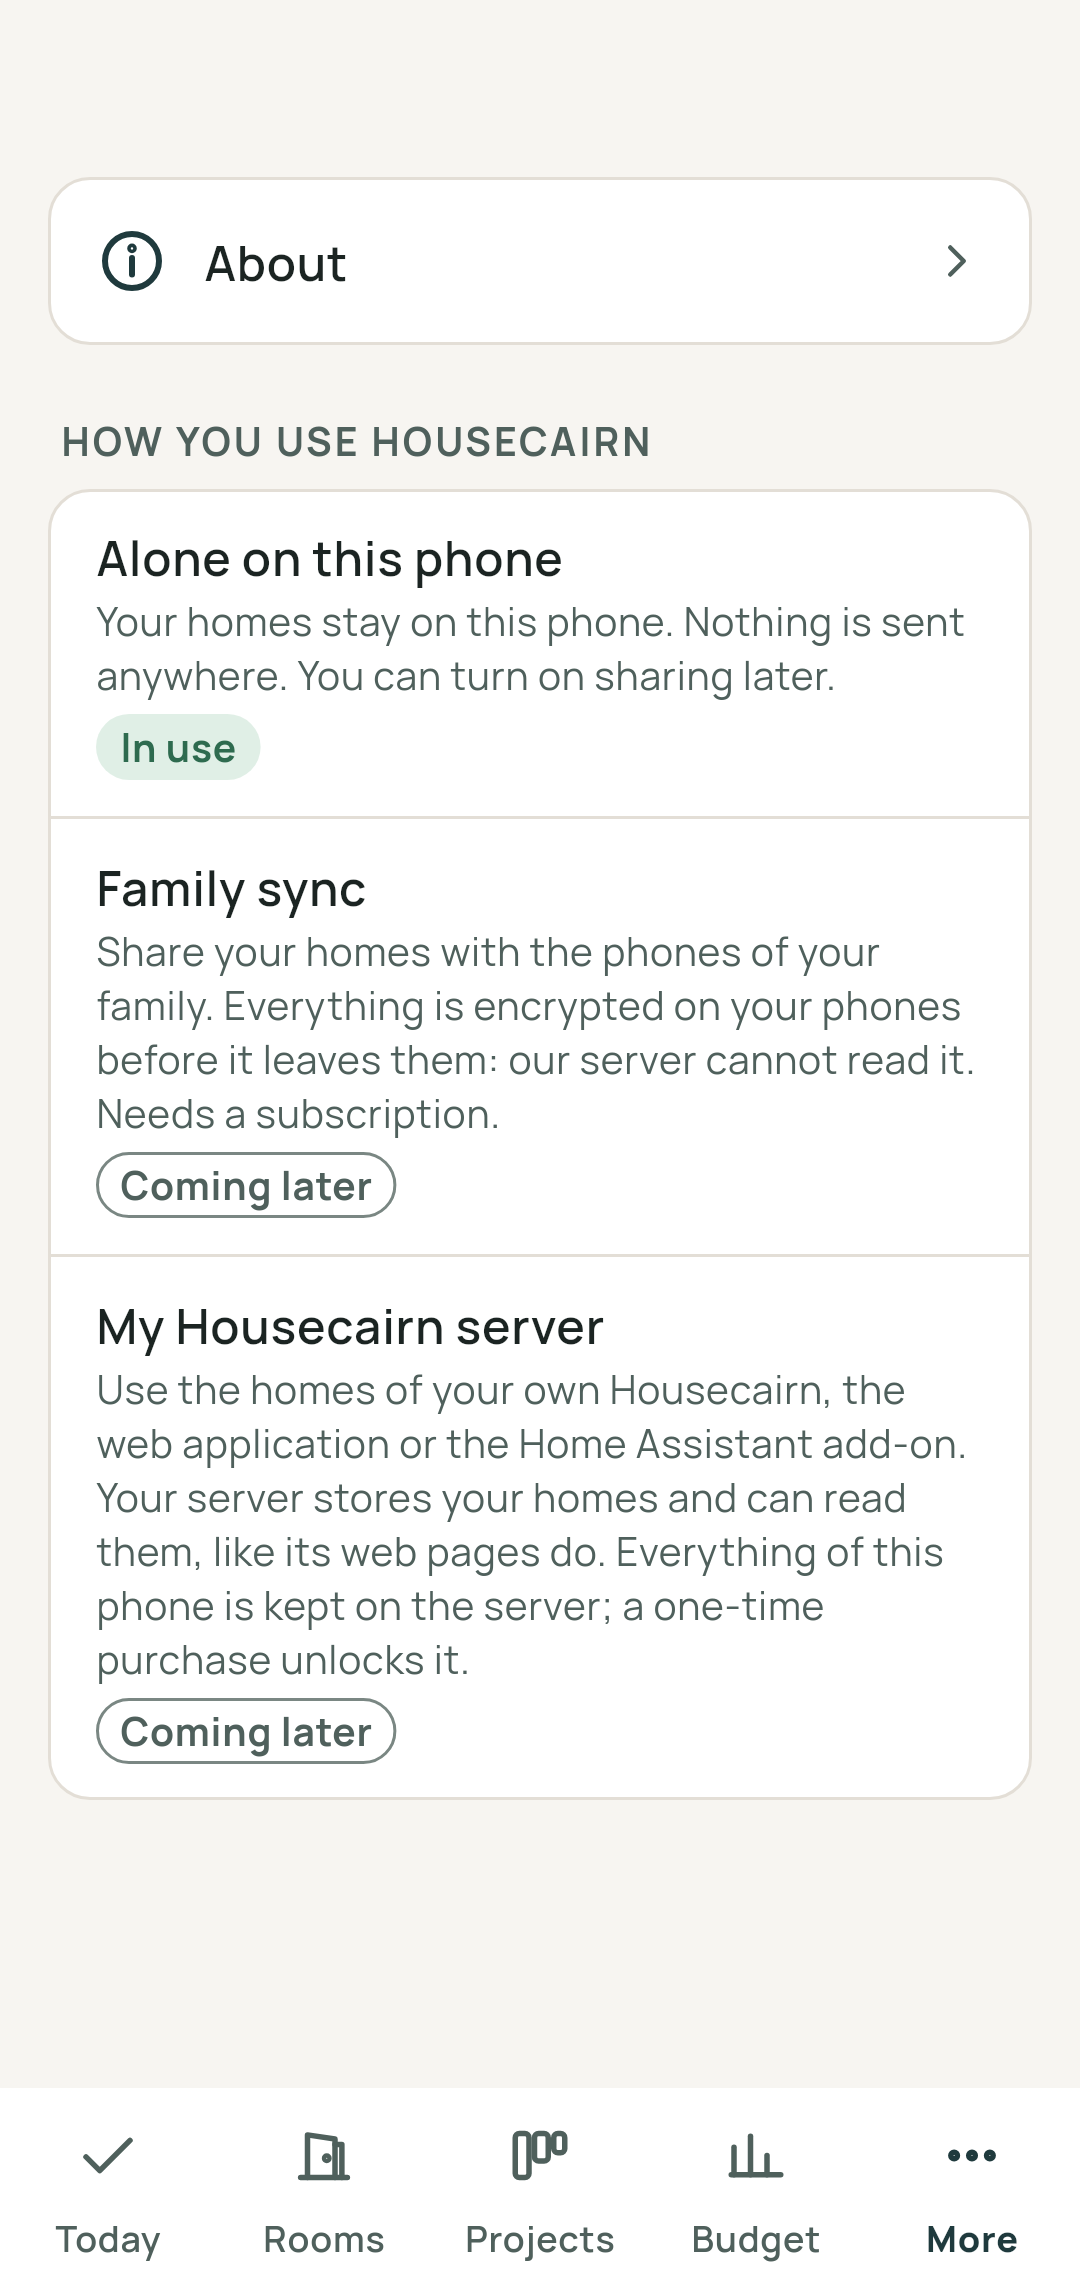 About
HOW YOU USE HOUSECAIRN
Alone on this phone
Your homes stay on this phone. Nothing is sent
anywhere. You can turn on sharing later.
In use
Family sync
Share your homes with the phones of your
family. Everything is encrypted on your phones
before it leaves them: our server cannot read it.
Needs a subscription.
Coming later
My Housecairn server
Use the homes of your own Housecairn, the
web application or the Home Assistant add-on.
Your server stores your homes and can read
them, like its web pages do. Everything of this
phone is kept on the server; a one-time
purchase unlocks it.
Coming later
Today
Rooms
Projects
Budget
More